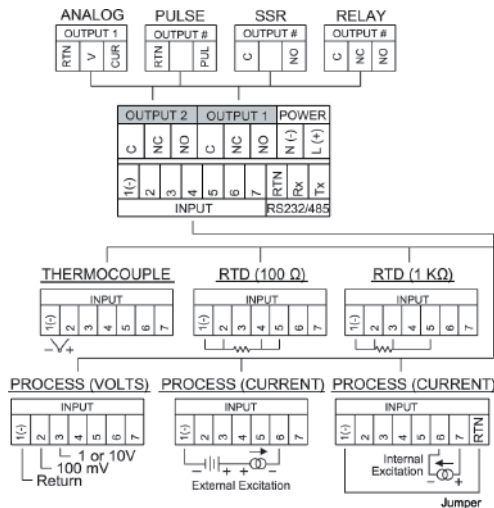 ANALOG PULSE SSR RELAY
OUTPUT 1 OUTPUT # OUTPUT # OUTPUT #
RTN V CUR RTN PUL C NO C NC NO
OUTPUT 2 OUTPUT 1 POWER
C NC NO C NC NO N (-) L (+)
1(-) 2 3 4 5 6 7 RTN Rx Tx
INPUT RS232/485
THERMOCOUPLE RTD (100 Ω) RTD (1 KΩ)
INPUT INPUT INPUT
1(-) 2 3 4 5 6 7 1(-) 2 3 4 5 6 7 1(-) 2 3 4 5 6 7
- +
PROCESS (VOLTS) PROCESS (CURRENT) PROCESS (CURRENT)
INPUT INPUT INPUT
1(-) 2 3 4 5 6 7 1(-) 2 3 4 5 6 7 1(-) 2 3 4 5 6 7 RTN
1 or 10V
100 mV
Return
- + + -
External Excitation
Internal
Excitation
- +
Jumper